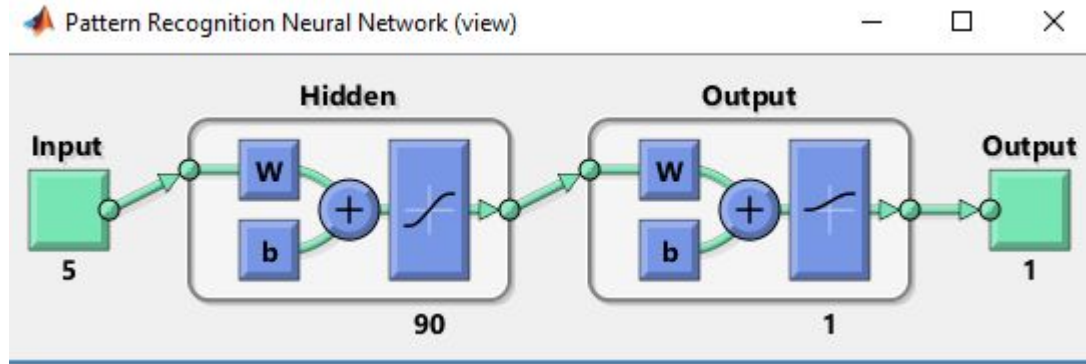 Pattern Recognition Neural Network (view)
Hidden
Output
Input
Output
W
W
b
b
5
90
1
1